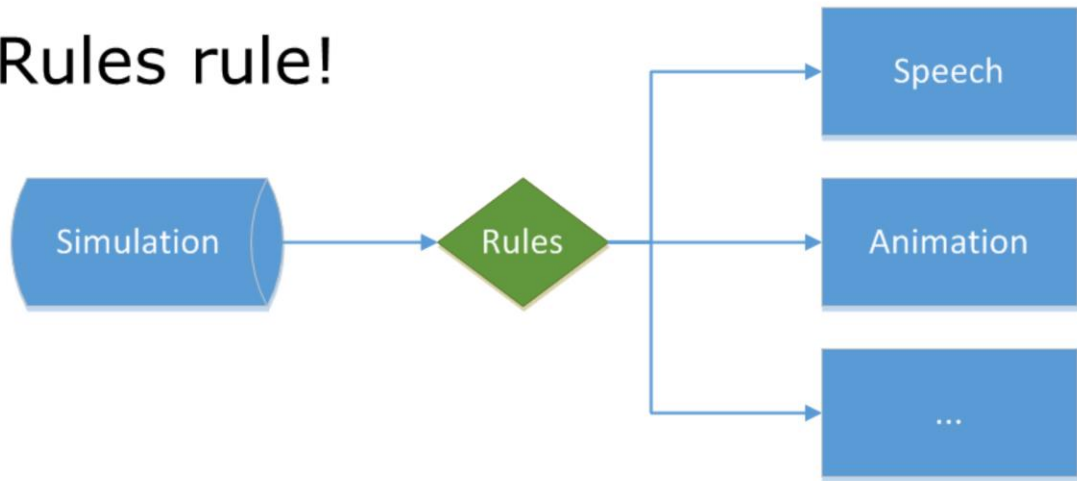 Rules rule!
Speech
Simulation
Rules
Animation
...